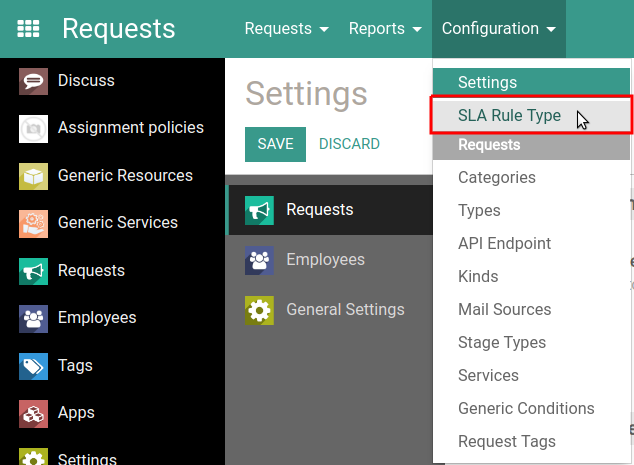 Requests
Requests
Reports
Configuration
Discuss
Assignment policies
Generic Resources
Generic Services
Requests
Employees
Tags
Apps
Settings
Settings
SAVE
DISCARD
Requests
Employees
General Settings
Settings
SLA Rule Type
Requests
Categories
Types
API Endpoint
Kinds
Mail Sources
Stage Types
Services
Generic Conditions
Request Tags